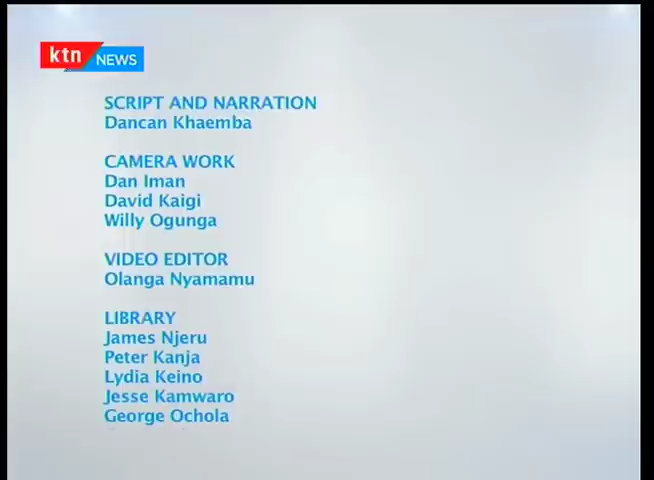 ktn NEWS
SCRIPT AND NARRATION
Dancan Khaemba
CAMERA WORK
Dan Iman
David Kaigi
Willy Ogunga
VIDEO EDITOR
Olanga Nyamamu
LIBRARY
James Njeru
Peter Kanja
Lydia Keino
Jesse Kamwaro
George Ochola